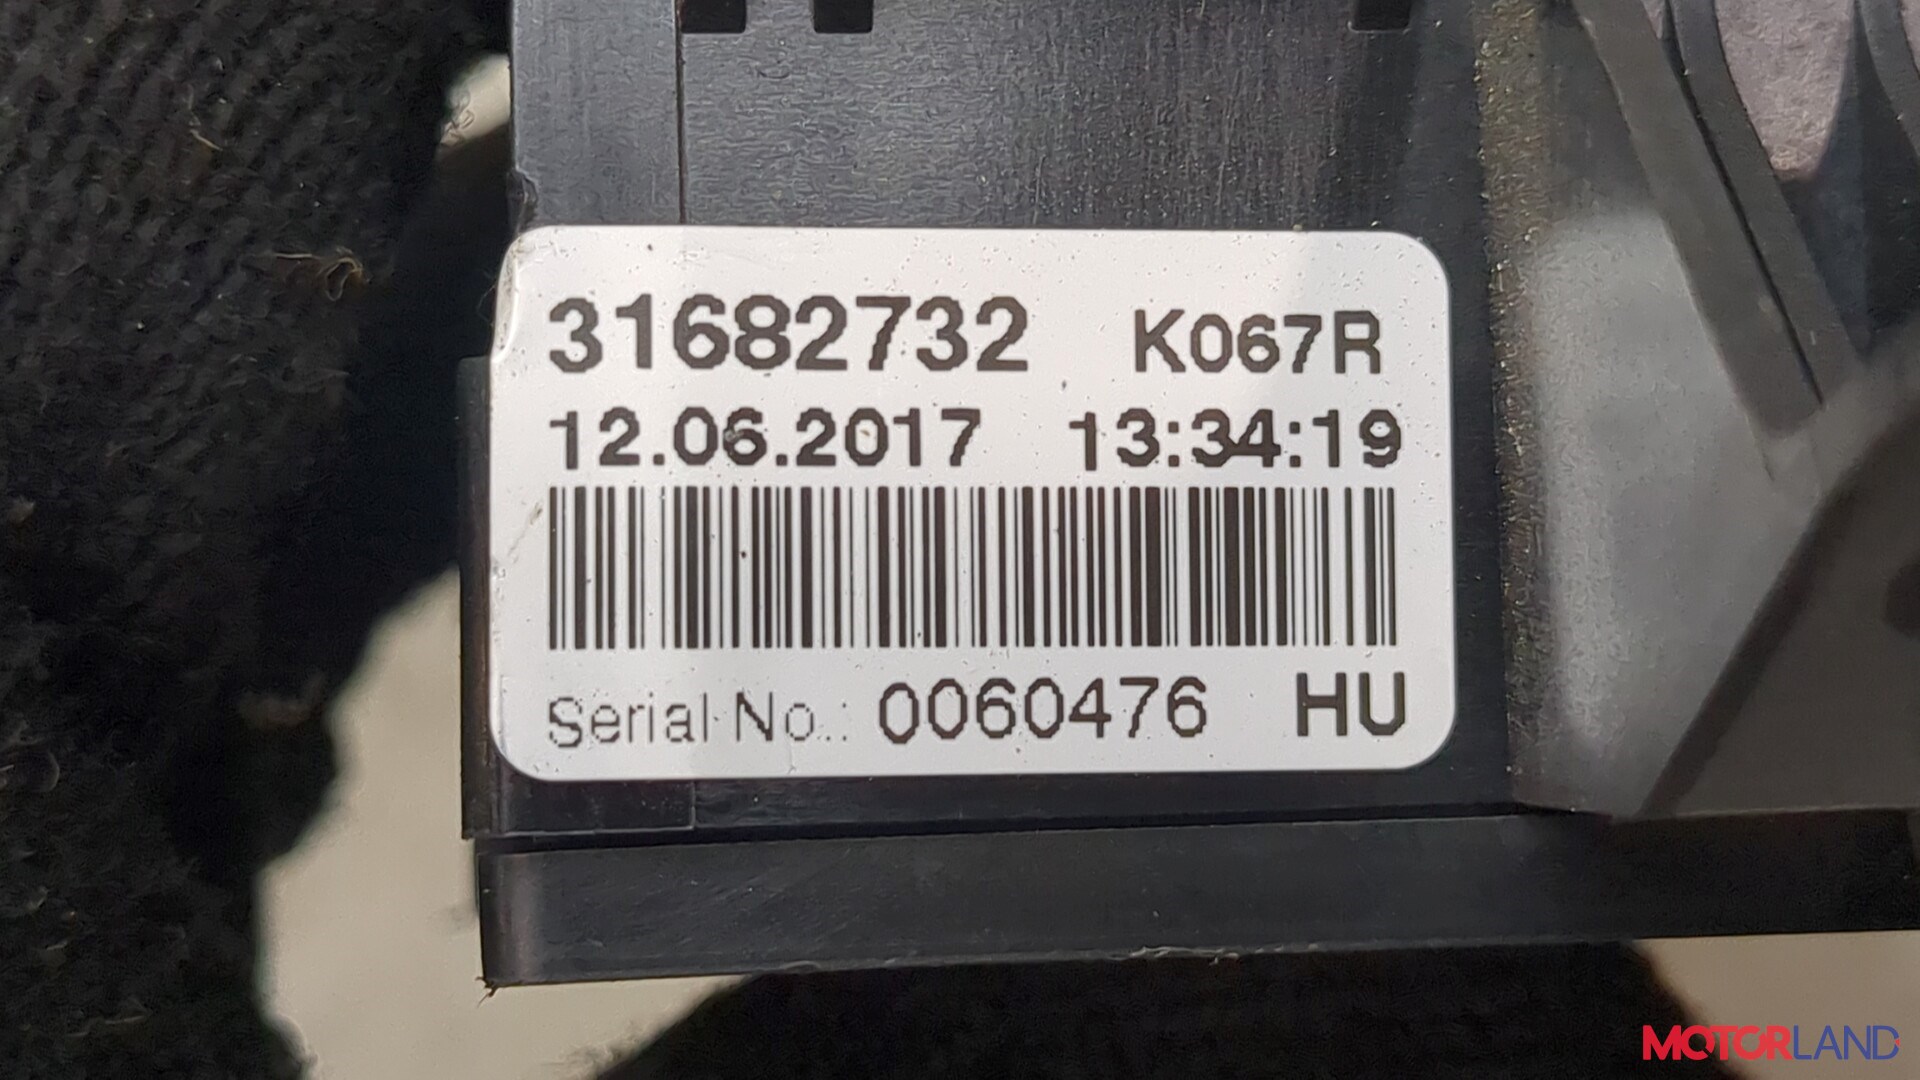 31682732 K067R
12.06.2017 13:34:19
Serial No.: 0060476 HU
MOTORLAND